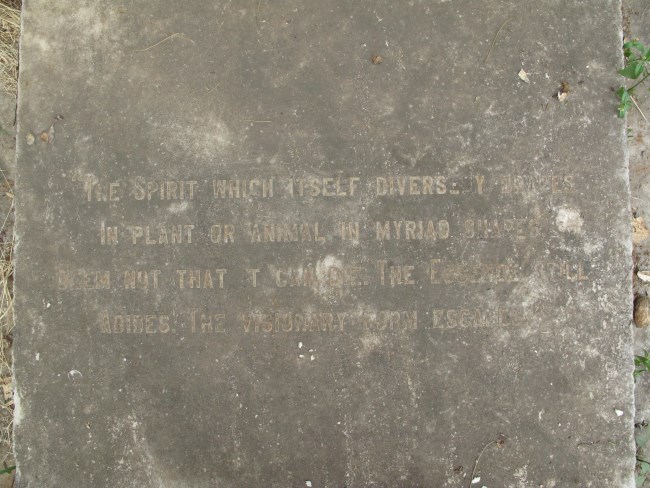 The Spirit which itself diversely drapes
In plant or animal in myriad shapes
Deem not that it can die. The Essence still
Abides. The visionary form escapes